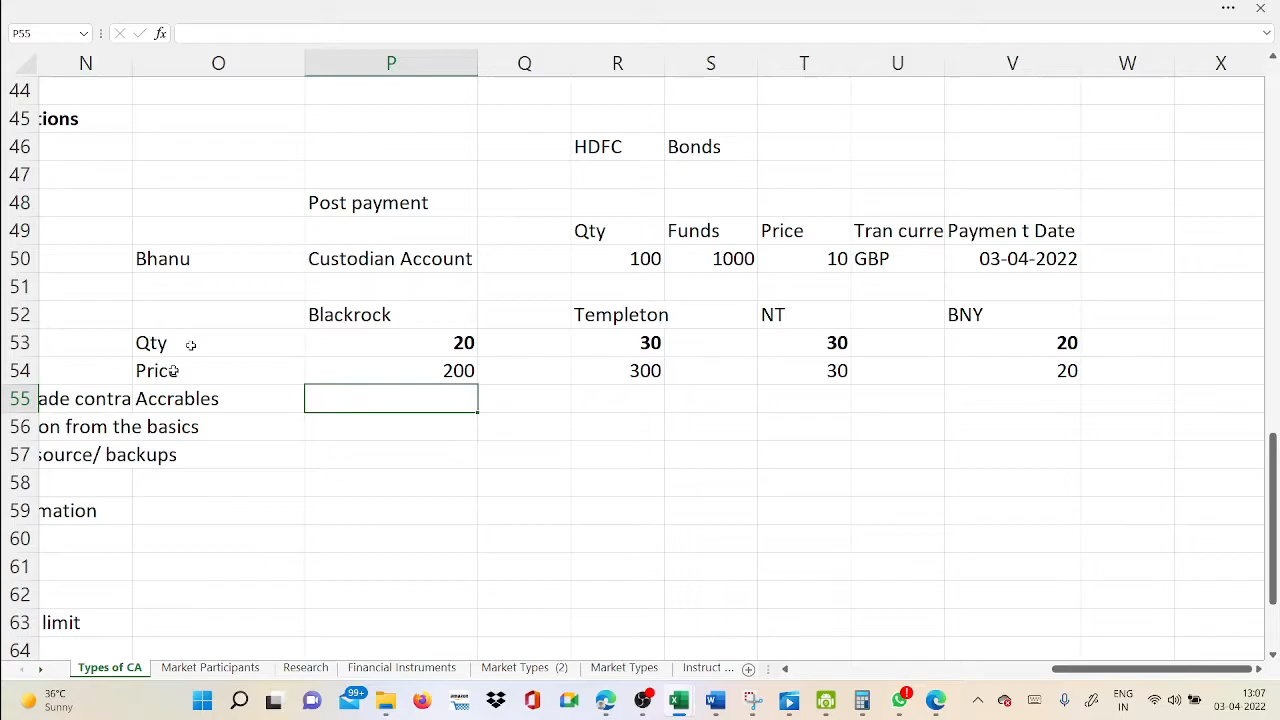 P55
fx
N O P Q R S T U V W X
44
45 tions
46 HDFC Bonds
47
48 Post payment
49 Qty Funds Price Tran curre Paymen t Date
50 Bhanu Custodian Account 100 1000 10 GBP 03-04-2022
51
52 Blackrock Templeton NT BNY
53 Qty 20 30 30 20
54 Price 200 300 30 20
55 ade contra Accrables
56 on from the basics
57 source/ backups
58
59 mation
60
61
62
63 limit
64
Types of CA Market Participants Research Financial Instruments Market Types (2) Market Types Instruct ...
36°C
Sunny
99+
amazon
ENG
IN
13:07
03-04-2022